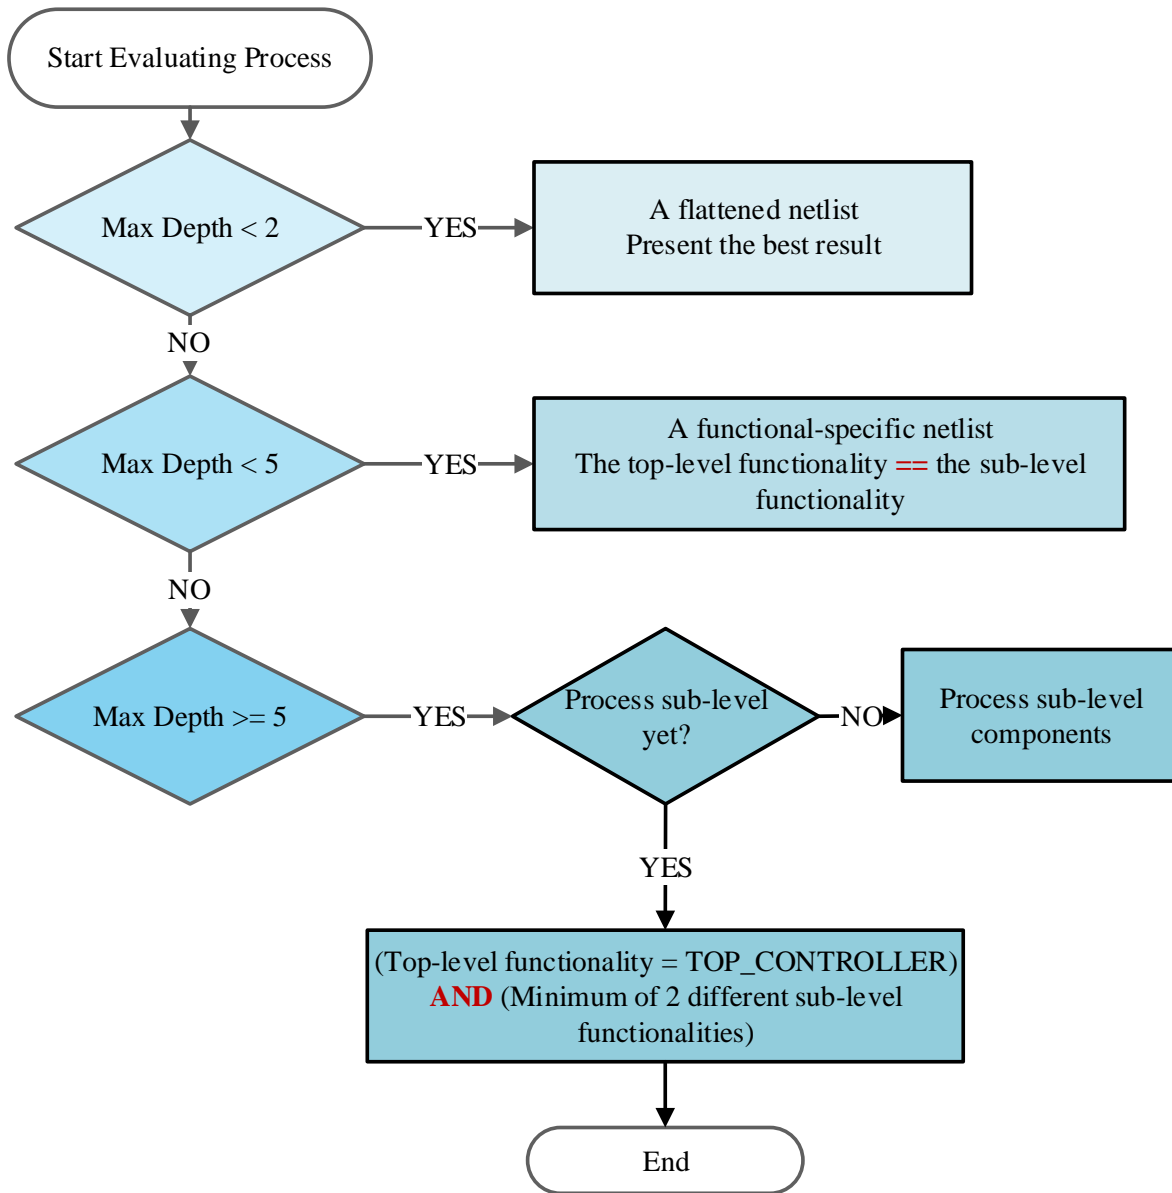 Start Evaluating Process
Max Depth < 2
YES
A flattened netlist
Present the best result
NO
Max Depth < 5
YES
A functional-specific netlist
The top-level functionality == the sub-level
functionality
NO
Max Depth >= 5
YES
Process sub-level
yet?
NO
Process sub-level
components
YES
(Top-level functionality = TOP_CONTROLLER)
AND (Minimum of 2 different sub-level
functionalities)
End